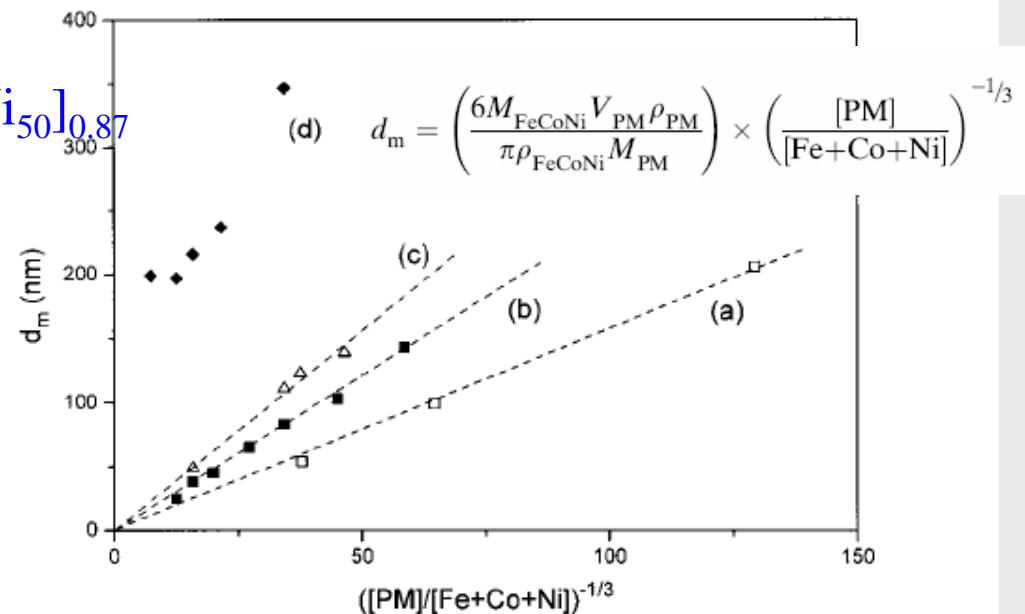 400
i₅₀]₀.₈₇
(d)
d_m = (6M_FeCoNi V_PM ρ_PM / πρ_FeCoNi M_PM) × ([PM] / [Fe+Co+Ni])^−1/3
300
(c)
200
(b)
(a)
d_m (nm)
100
0
0 50 100 150
([PM]/[Fe+Co+Ni])^-1/3